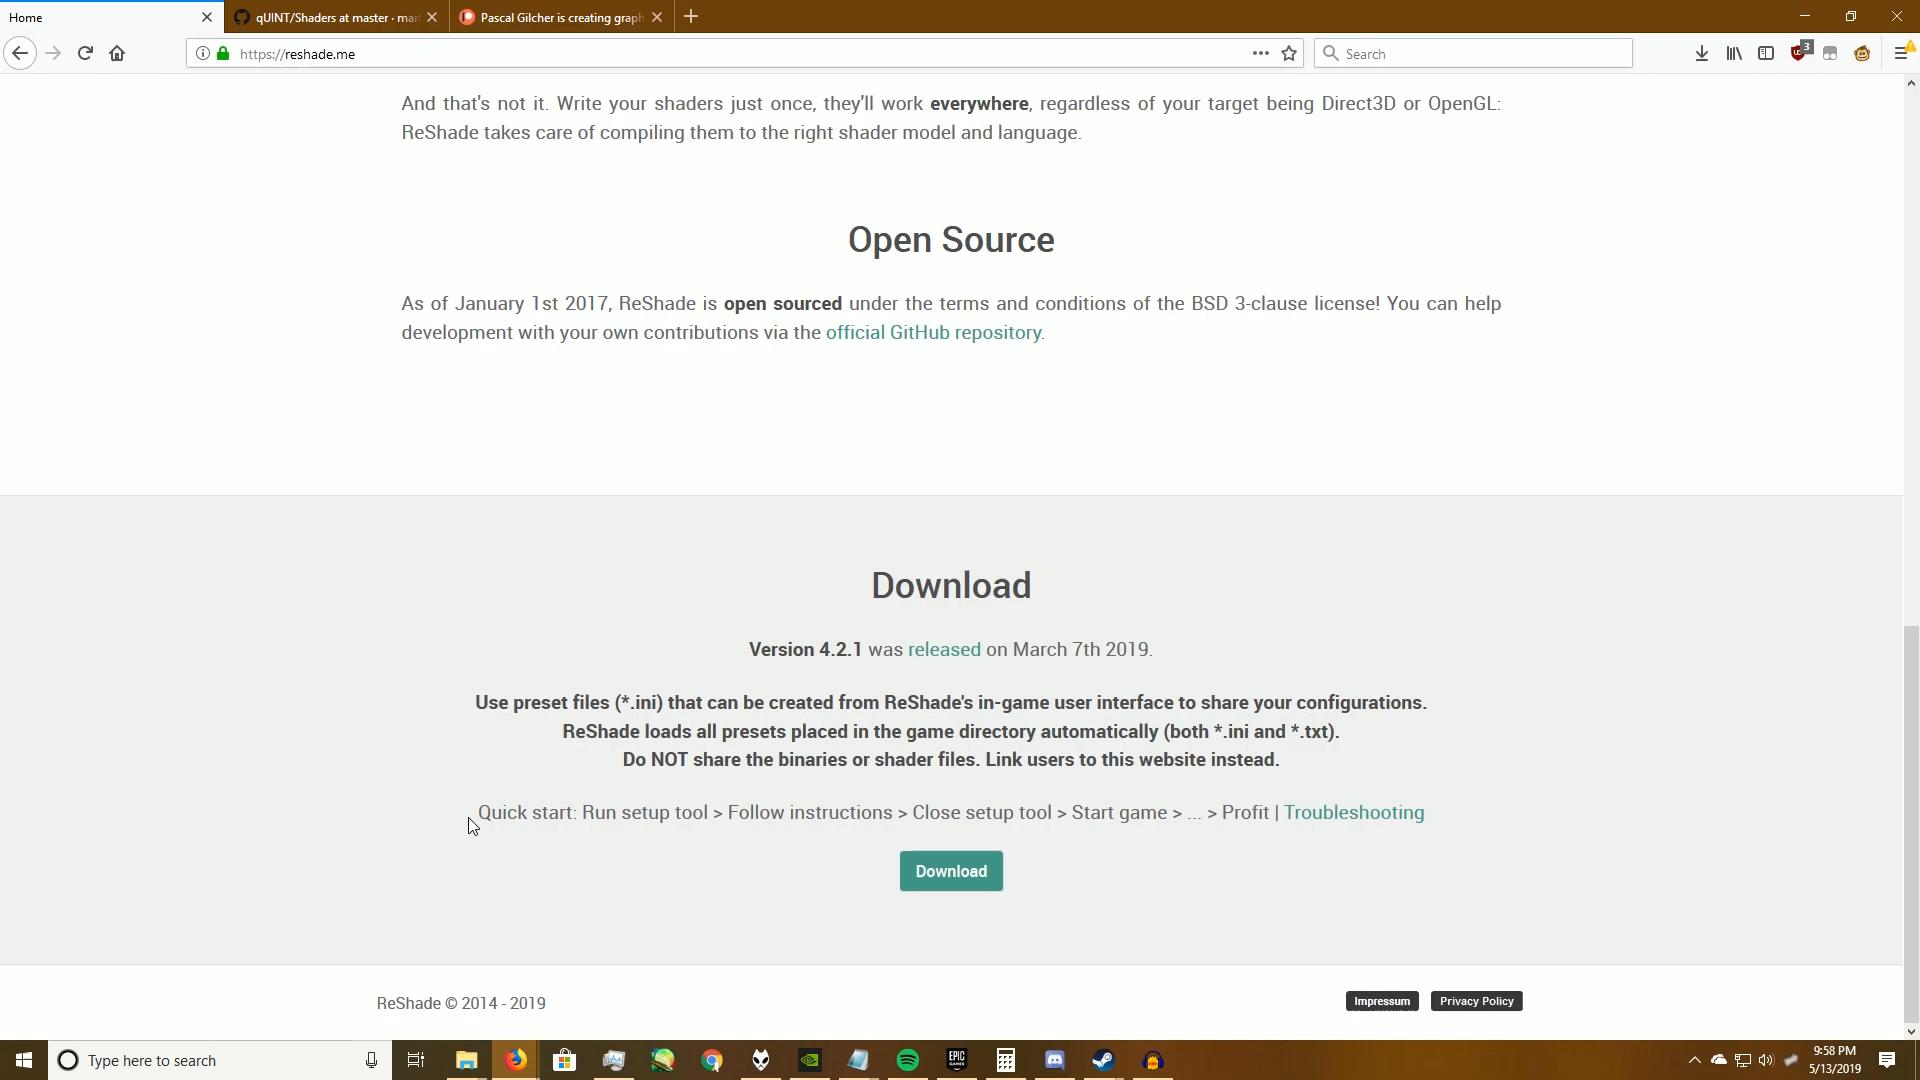 Home
qUINT/Shaders at master · mar
Pascal Gilcher is creating graph
https://reshade.me
Search
3
And that's not it. Write your shaders just once, they'll work everywhere, regardless of your target being Direct3D or OpenGL:
ReShade takes care of compiling them to the right shader model and language.
Open Source
As of January 1st 2017, ReShade is open sourced under the terms and conditions of the BSD 3-clause license! You can help
development with your own contributions via the official GitHub repository.
Download
Version 4.2.1 was released on March 7th 2019.
Use preset files (*.ini) that can be created from ReShade's in-game user interface to share your configurations.
ReShade loads all presets placed in the game directory automatically (both *.ini and *.txt).
Do NOT share the binaries or shader files. Link users to this website instead.
Quick start: Run setup tool > Follow instructions > Close setup tool > Start game > ... > Profit | Troubleshooting
Download
ReShade © 2014 - 2019
Impressum
Privacy Policy
Type here to search
EPIC
GAMES
9:58 PM
5/13/2019